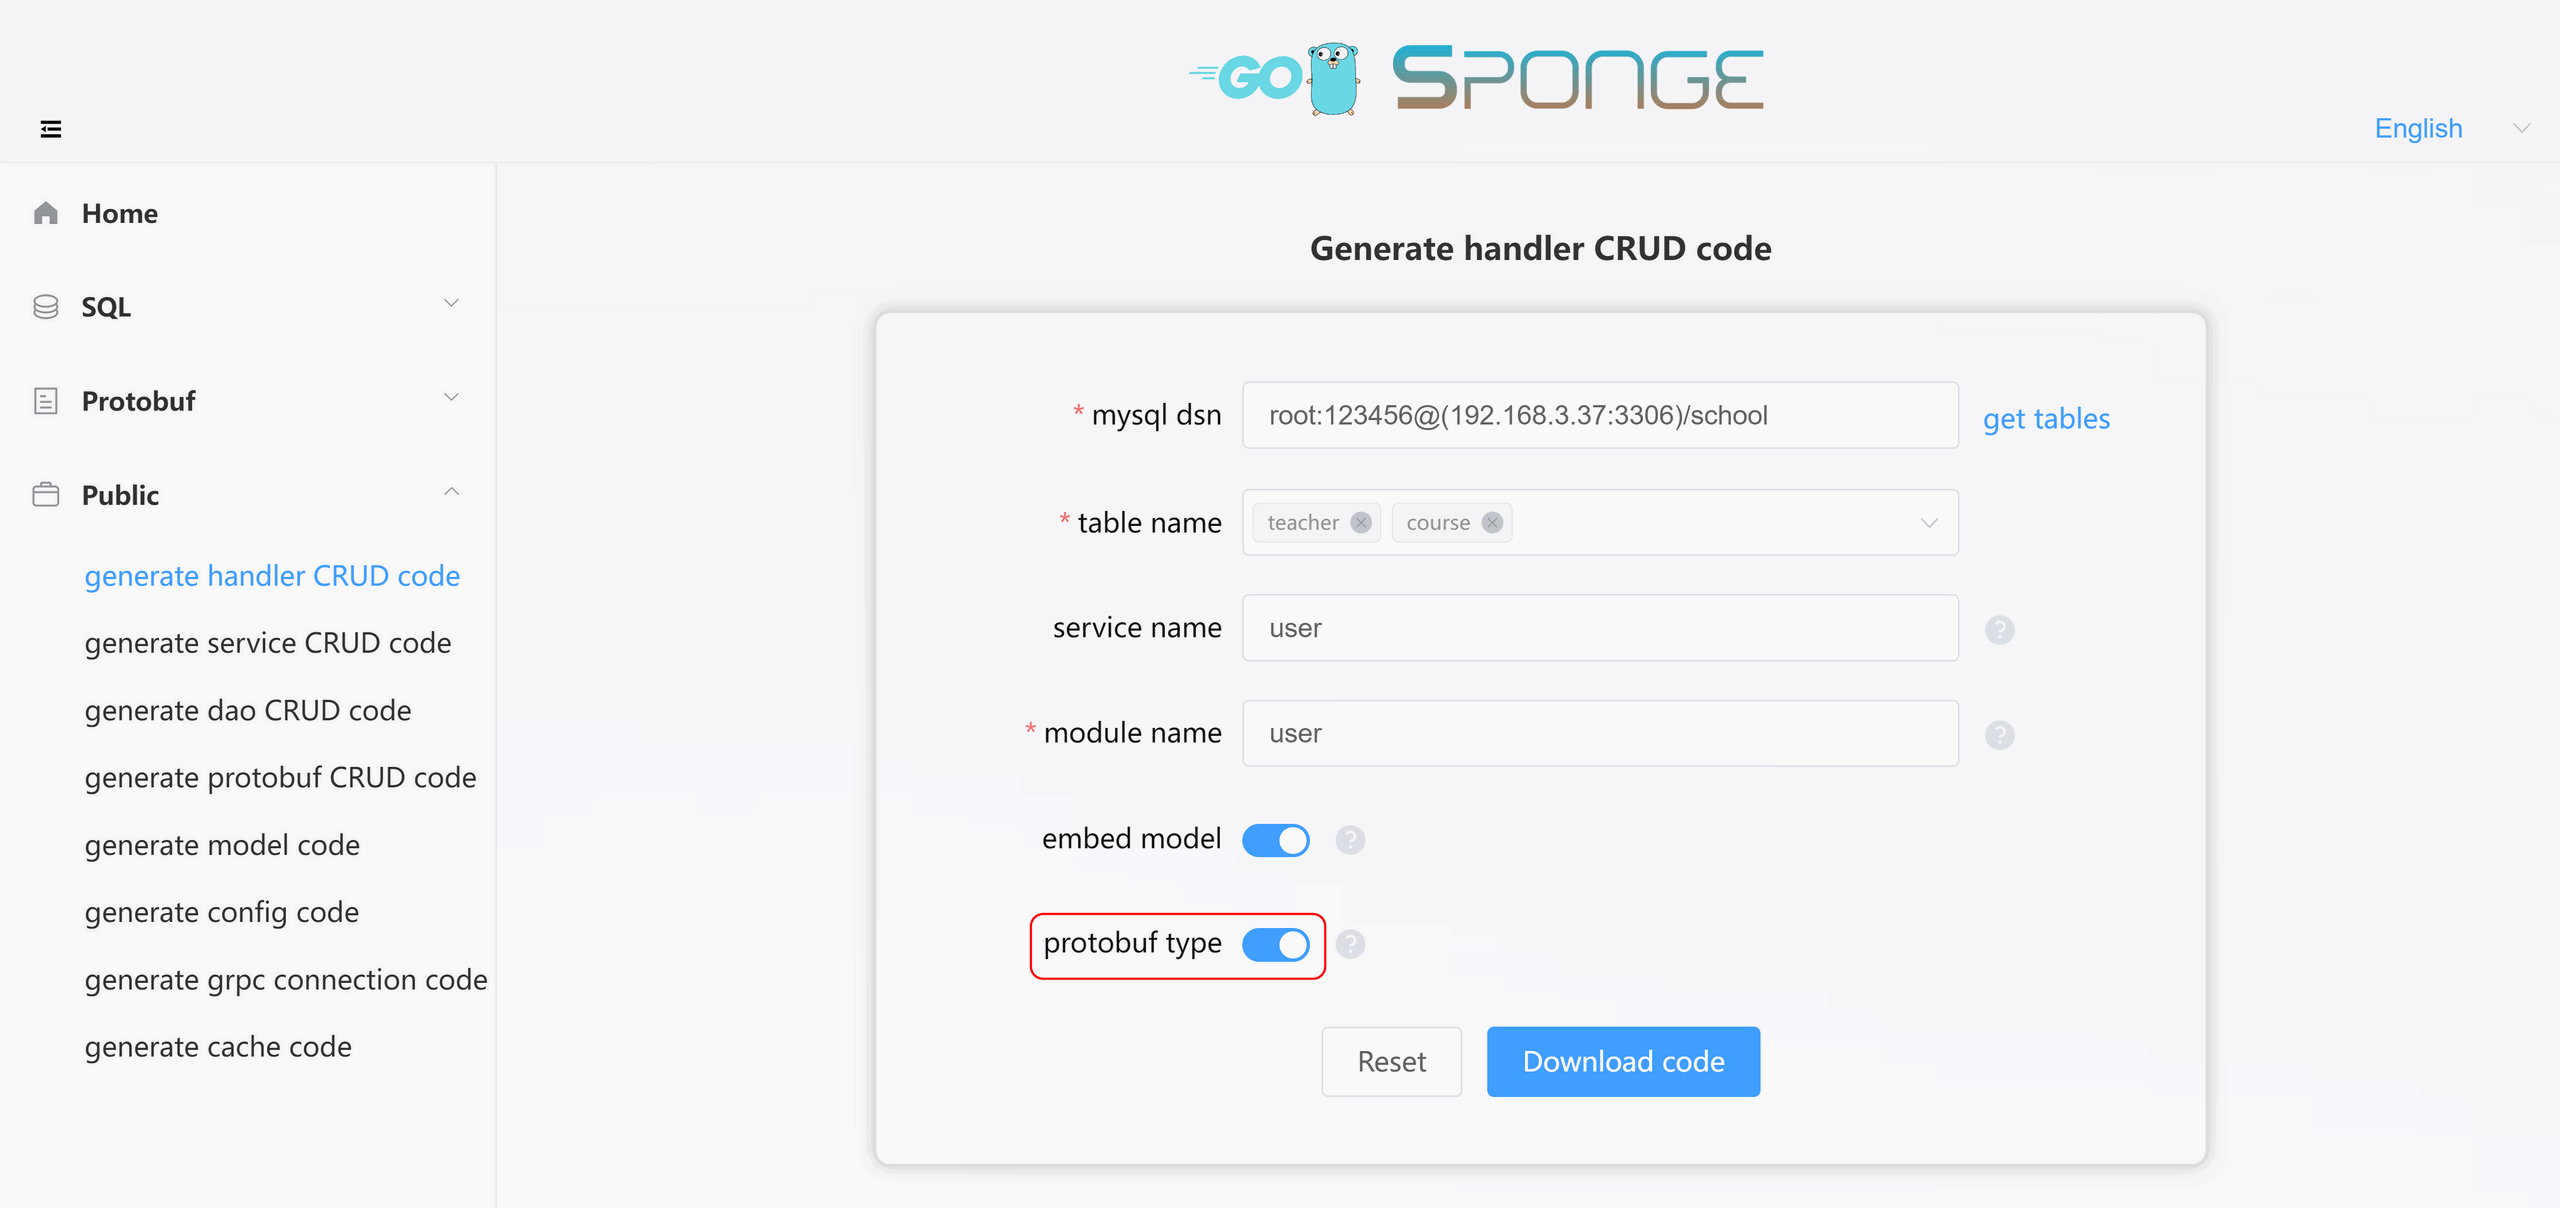 GO SPONGE
English
Home
SQL
Protobuf
Public
generate handler CRUD code
generate service CRUD code
generate dao CRUD code
generate protobuf CRUD code
generate model code
generate config code
generate grpc connection code
generate cache code
Generate handler CRUD code
* mysql dsn root:123456@(192.168.3.37:3306)/school get tables
* table name teacher course
service name user ?
* module name user ?
embed model ?
protobuf type ?
Reset Download code